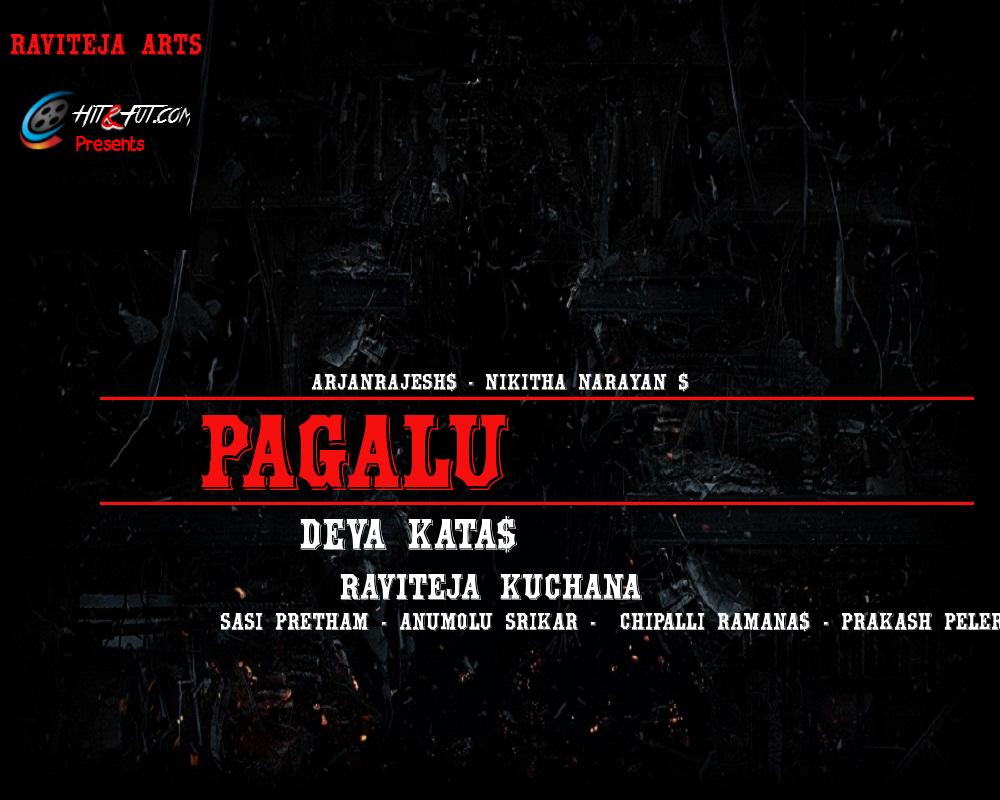 RAVITEJA ARTS
HIT&FUT.COM
Presents
ARJANRAJESH$ - NIKITHA NARAYAN $
PAGALU
DEVA KATA$
RAVITEJA KUCHANA
SASI PRETHAM - ANUMOLU SRIKAR - CHIPALLI RAMANA$ - PRAKASH